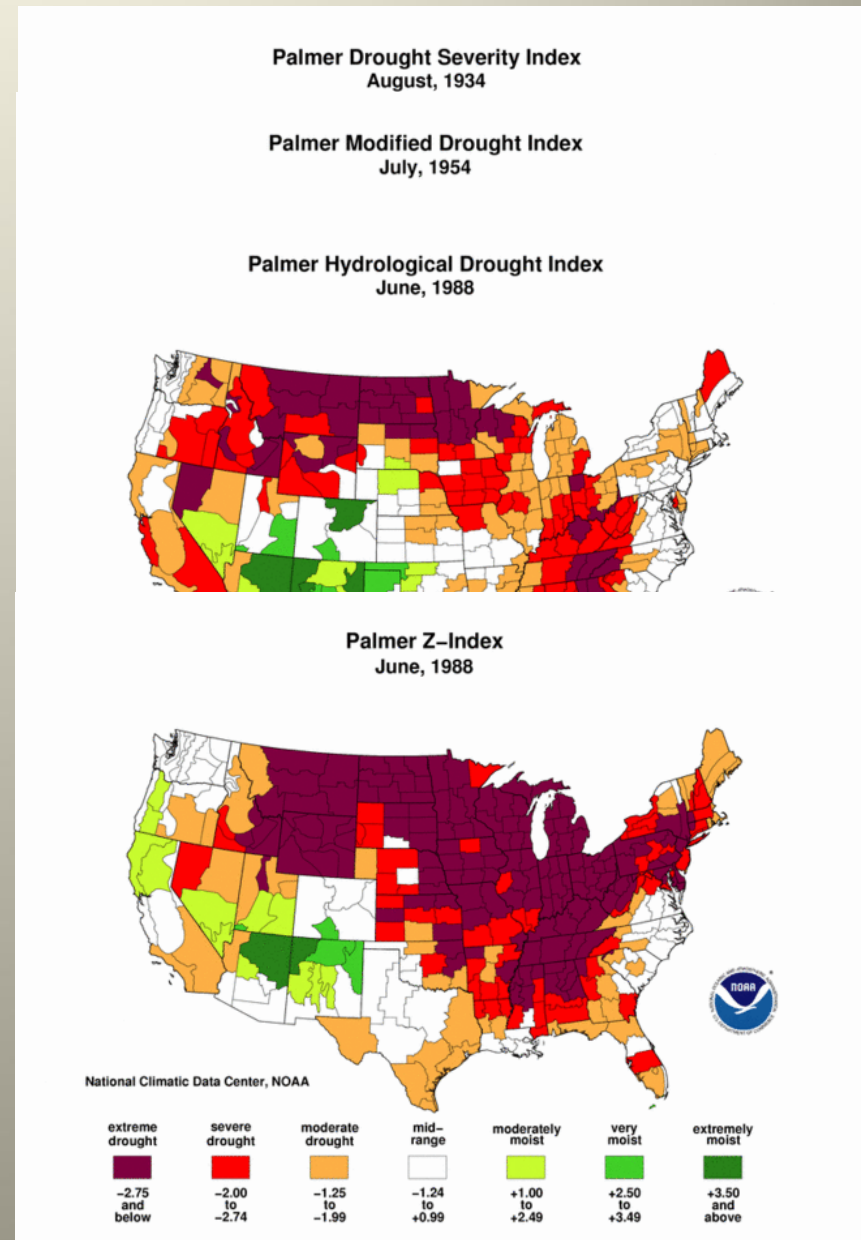 Palmer Drought Severity Index
August, 1934
Palmer Modified Drought Index
July, 1954
Palmer Hydrological Drought Index
June, 1988
Palmer Z–Index
June, 1988
NOAA
National Climatic Data Center, NOAA
extreme drought
severe drought
moderate drought
mid– range
moderately moist
very moist
extremely moist
−2.75 and below
−2.00 to −2.74
−1.25 to −1.99
−1.24 to +0.99
+1.00 to +2.49
+2.50 to +3.49
+3.50 and above